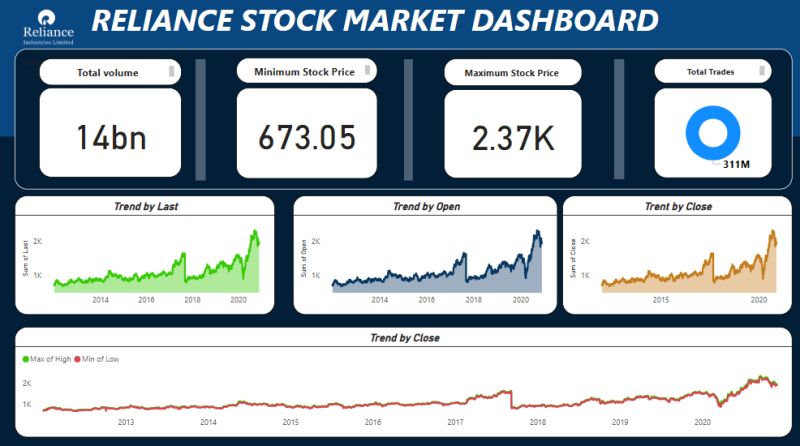 Reliance
Industries Limited
RELIANCE STOCK MARKET DASHBOARD
Total volume
Minimum Stock Price
Maximum Stock Price
Total Trades
14bn
673.05
2.37K
311M
Trend by Last
Sum of Last
2K
1K
2014 2016 2018 2020
Trend by Open
Sum of Open
2K
1K
2014 2016 2018 2020
Trent by Close
Sum of Close
2K
1K
2015 2020
Trend by Close
Max of High Min of Low
2K
1K
2013 2014 2015 2016 2017 2018 2019 2020